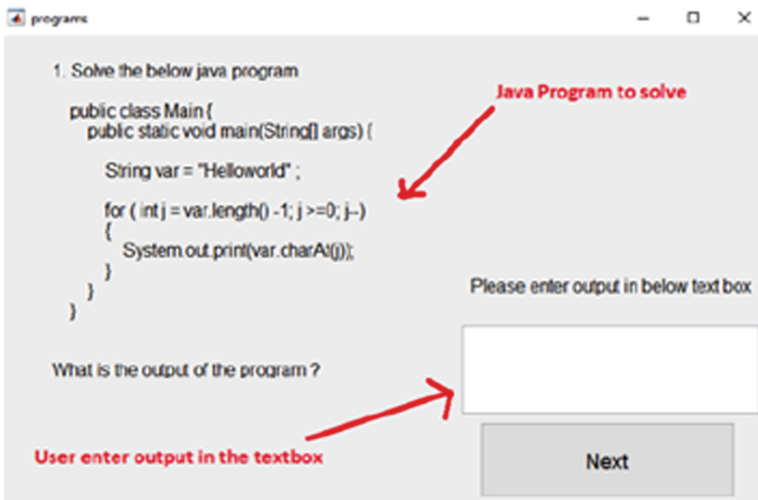 programs
1. Solve the below java program
Java Program to solve
public class Main {
public static void main(String[] args) {
String var = "Helloworld" ;
for ( int j = var.length() -1; j >=0; j--)
{
System.out.print(var.charAt(j));
}
}
}
Please enter output in below text box
What is the output of the program ?
User enter output in the textbox
Next